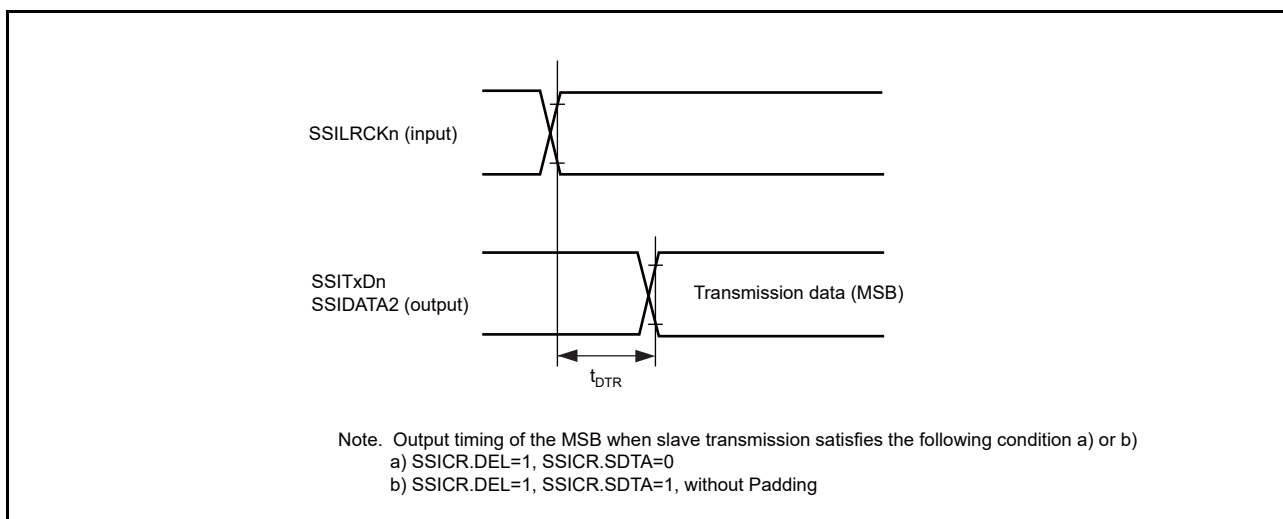 SSILRCKn (input)
SSITxDn
SSIDATA2 (output)
Transmission data (MSB)
tDTR
Note. Output timing of the MSB when slave transmission satisfies the following condition a) or b)
a) SSICR.DEL=1, SSICR.SDTA=0
b) SSICR.DEL=1, SSICR.SDTA=1, without Padding